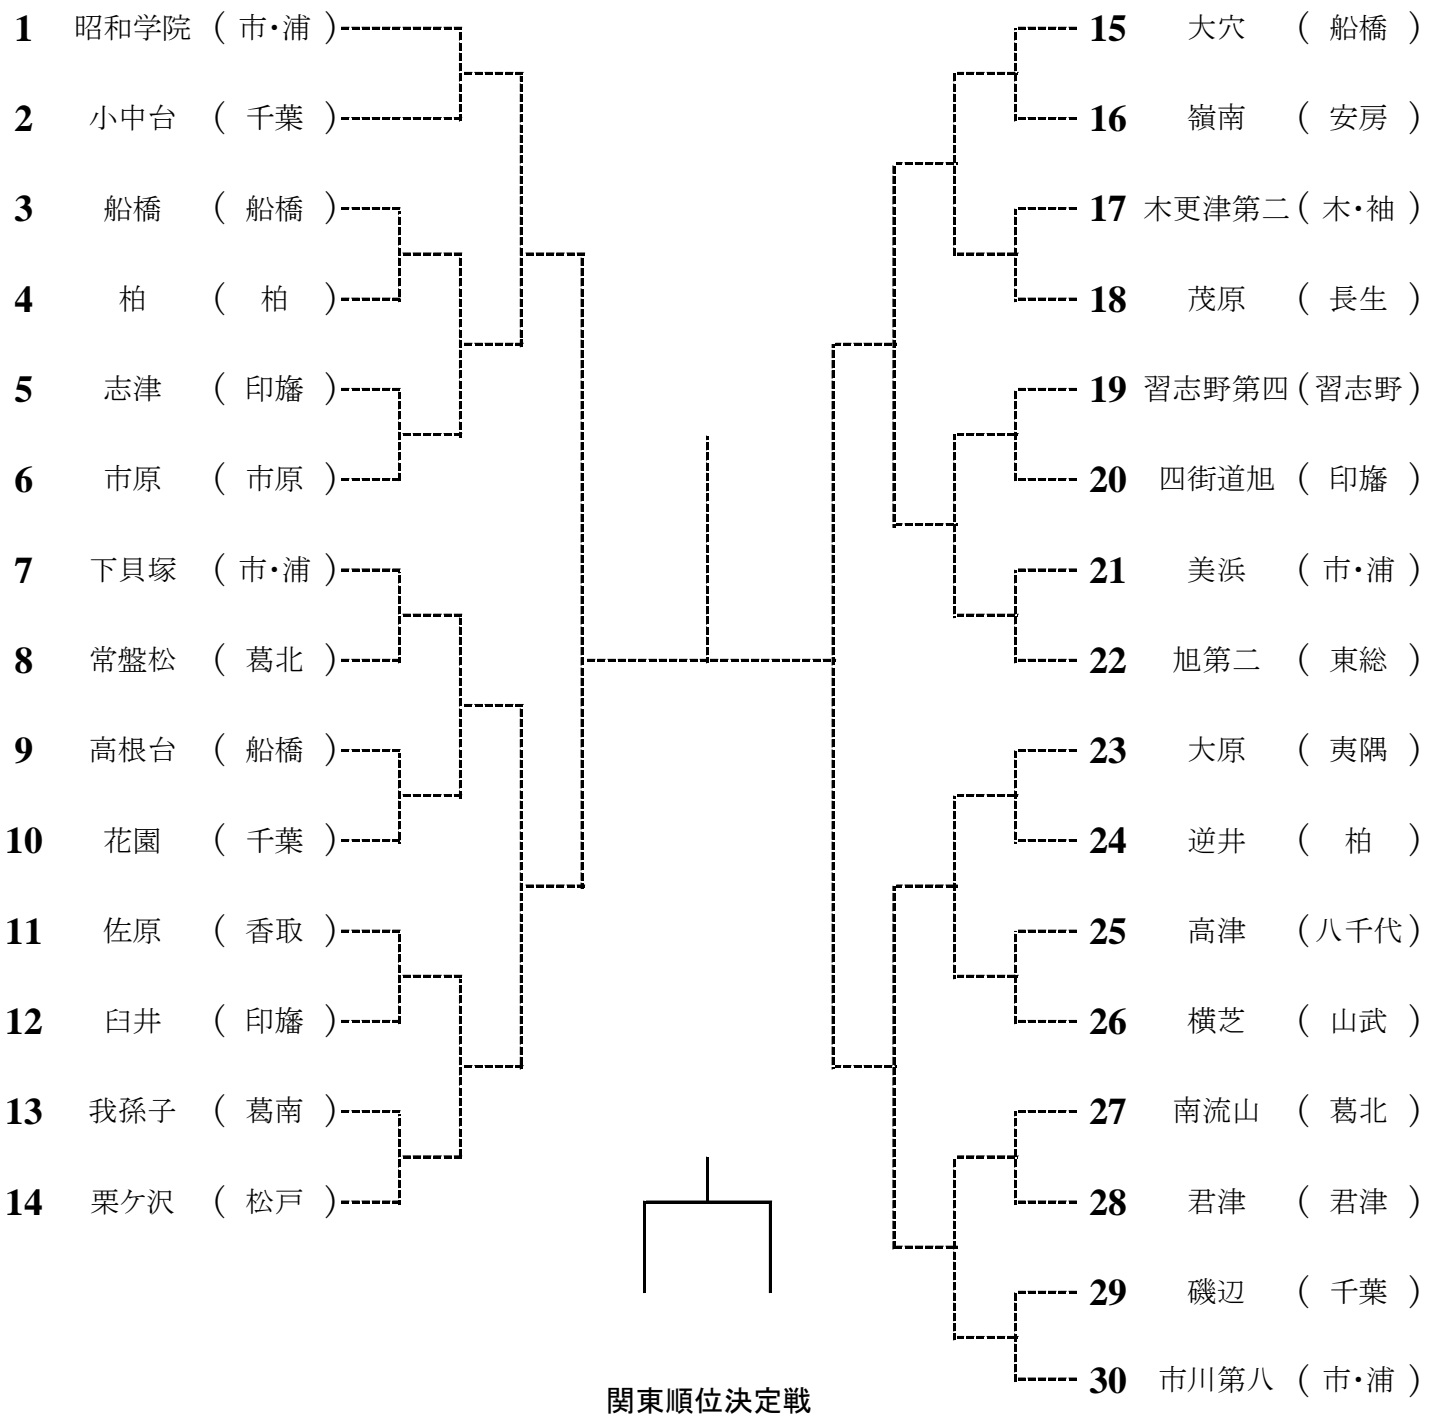 1 昭和学院 ( 市・浦 )
2 小中台 ( 千葉 )
3 船橋 ( 船橋 )
4 柏 ( 柏 )
5 志津 ( 印旛 )
6 市原 ( 市原 )
7 下貝塚 ( 市・浦 )
8 常盤松 ( 葛北 )
9 高根台 ( 船橋 )
10 花園 ( 千葉 )
11 佐原 ( 香取 )
12 臼井 ( 印旛 )
13 我孫子 ( 葛南 )
14 栗ケ沢 ( 松戸 )
15 大穴 ( 船橋 )
16 嶺南 ( 安房 )
17 木更津第二 ( 木・袖 )
18 茂原 ( 長生 )
19 習志野第四 ( 習志野 )
20 四街道旭 ( 印旛 )
21 美浜 ( 市・浦 )
22 旭第二 ( 東総 )
23 大原 ( 夷隅 )
24 逆井 ( 柏 )
25 高津 ( 八千代 )
26 横芝 ( 山武 )
27 南流山 ( 葛北 )
28 君津 ( 君津 )
29 磯辺 ( 千葉 )
30 市川第八 ( 市・浦 )
関東順位決定戦